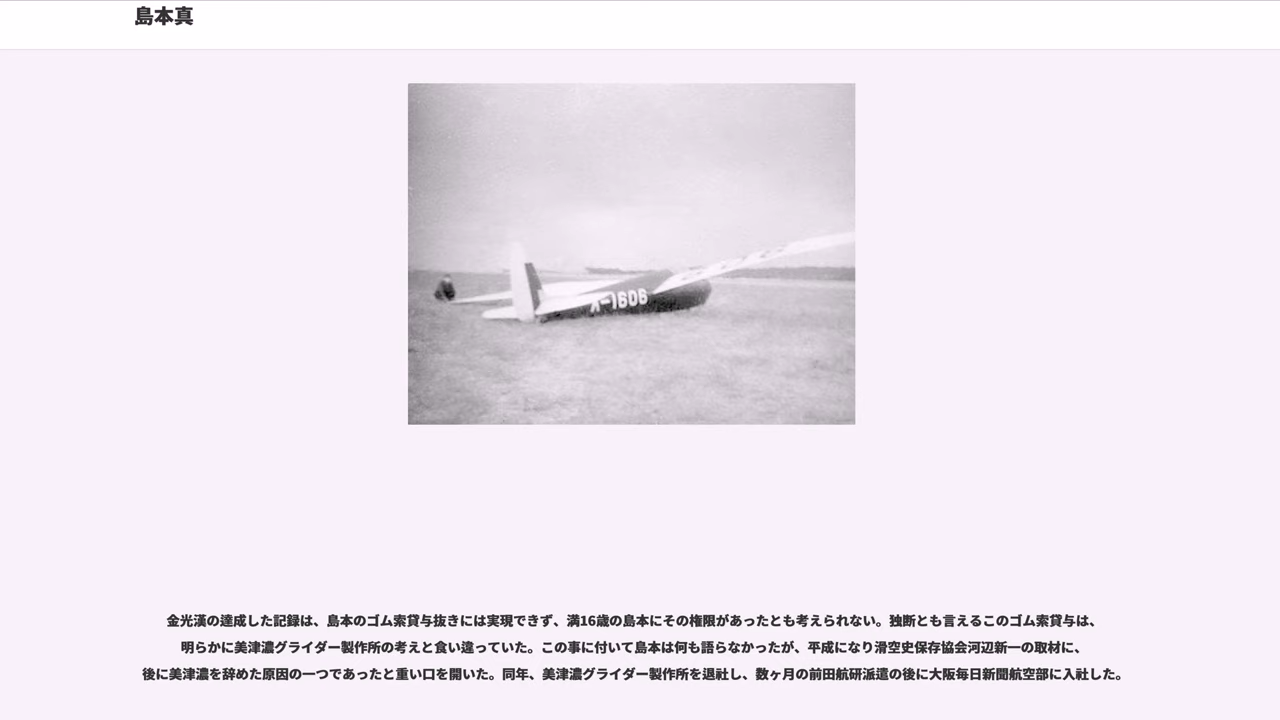 島本真
金光漢の達成した記録は、島本のゴム索貸与抜きには実現できず、満16歳の島本にその権限があったとも考えられない。独断とも言えるこのゴム索貸与は、
明らかに美津濃グライダー製作所の考えと食い違っていた。この事に付いて島本は何も語らなかったが、平成になり滑空史保存協会河辺新一の取材に、
後に美津濃を辞めた原因の一つであったと重い口を開いた。同年、美津濃グライダー製作所を退社し、数ヶ月の前田航研派遣の後に大阪毎日新聞航空部に入社した。